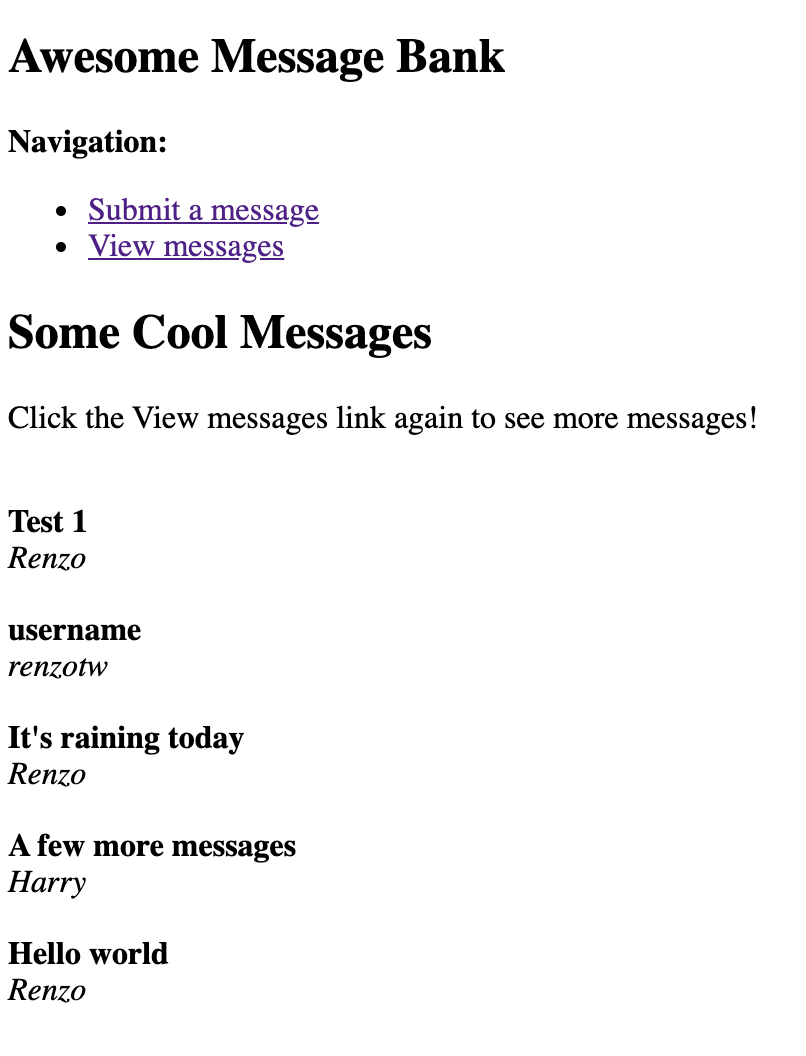 Awesome Message Bank
Navigation:
Submit a message
View messages
Some Cool Messages
Click the View messages link again to see more messages!
Test 1
Renzo
username
renzotw
It's raining today
Renzo
A few more messages
Harry
Hello world
Renzo